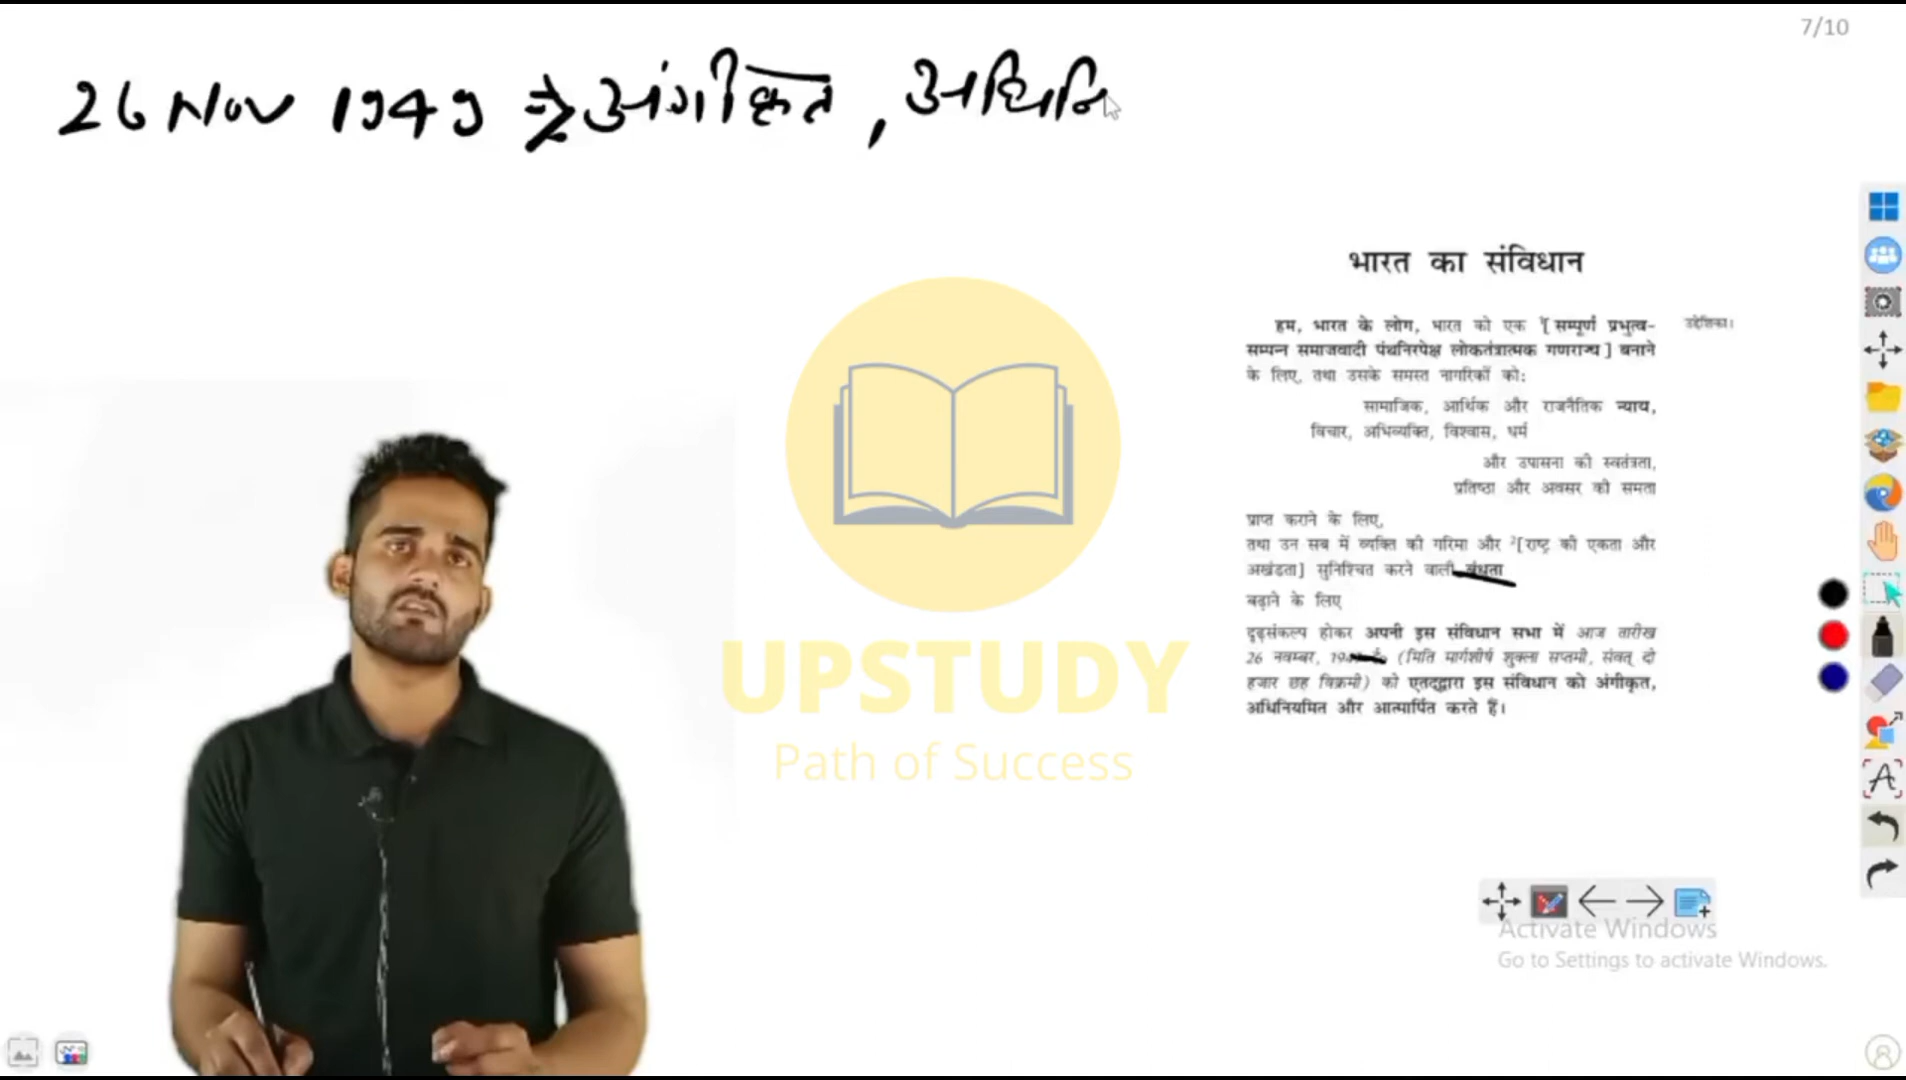 7/10
26 Nov 1949 ⇒ अंगीकृत , अधिनि
भारत का संविधान
हम, भारत के लोग, भारत को एक ¹[सम्पूर्ण प्रभुत्व-
उद्देशिका।
सम्पन्न समाजवादी पंथनिरपेक्ष लोकतंत्रात्मक गणराज्य] बनाने
के लिए, तथा उसके समस्त नागरिकों को:
सामाजिक, आर्थिक और राजनैतिक न्याय,
विचार, अभिव्यक्ति, विश्वास, धर्म
और उपासना की स्वतंत्रता,
प्रतिष्ठा और अवसर की समता
प्राप्त कराने के लिए,
तथा उन सब में व्यक्ति की गरिमा और ²[राष्ट्र की एकता और
अखंडता] सुनिश्चित करने वाली बंधुता
बढ़ाने के लिए
दृढ़संकल्प होकर अपनी इस संविधान सभा में आज तारीख
26 नवम्बर, (मिति मार्गशीर्ष शुक्ला सप्तमी, संवत् दो
हजार छह विक्रमी) को एतद्द्वारा इस संविधान को अंगीकृत,
अधिनियमित और आत्मार्पित करते हैं।
UPSTUDY
Path of Success
Activate Windows
Go to Settings to activate Windows.